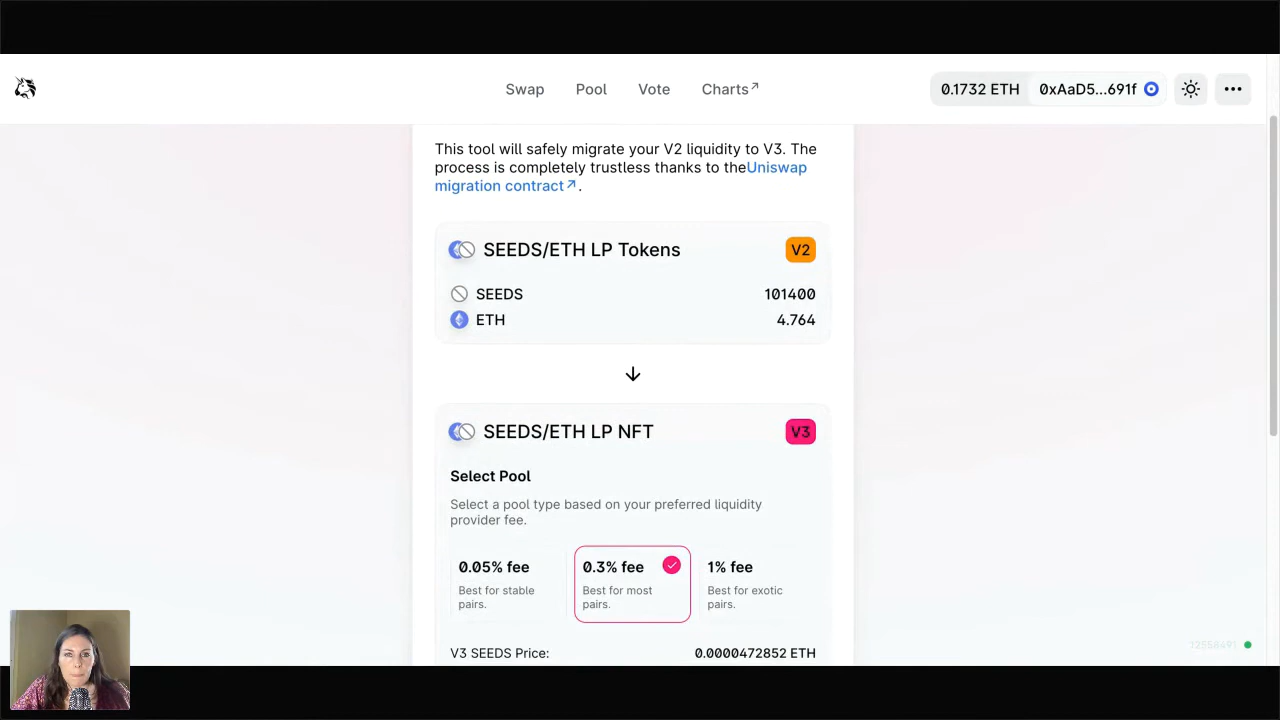 Swap Pool Vote Charts↗ 0.1732 ETH 0xAaD5...691f
This tool will safely migrate your V2 liquidity to V3. The
process is completely trustless thanks to theUniswap
migration contract↗.
SEEDS/ETH LP Tokens V2
SEEDS 101400
ETH 4.764
SEEDS/ETH LP NFT V3
Select Pool
Select a pool type based on your preferred liquidity
provider fee.
0.05% fee 0.3% fee 1% fee
Best for stable Best for most Best for exotic
pairs. pairs. pairs.
V3 SEEDS Price: 0.0000472852 ETH